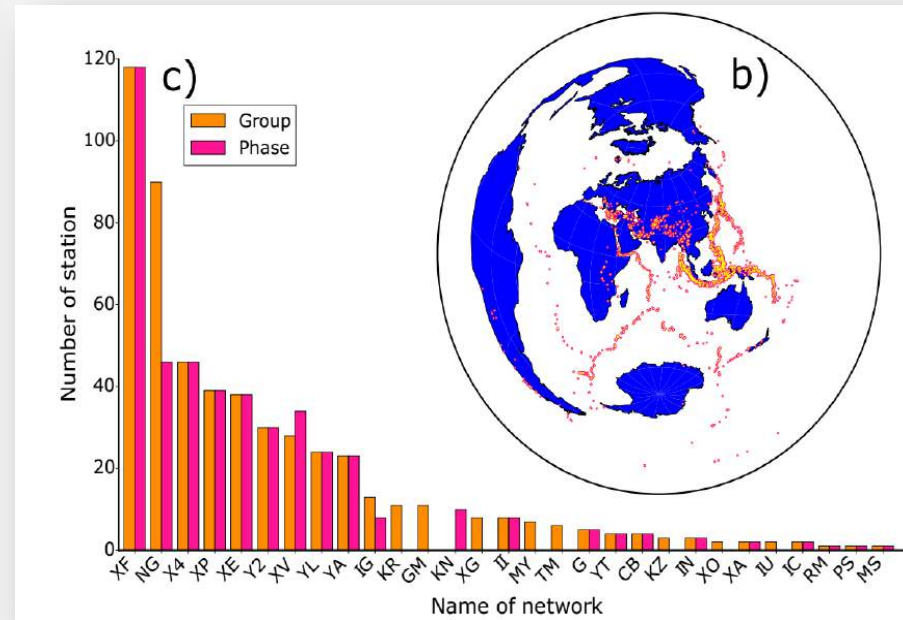 c)
b)
Group
Phase
120
100
80
60
40
20
0
Number of station
XF NG X4 XP XE Y2 XV YL YA IG KR GM KN XG II MY TM G YT CB KZ IN XO XA IU IC RM PS MS
Name of network